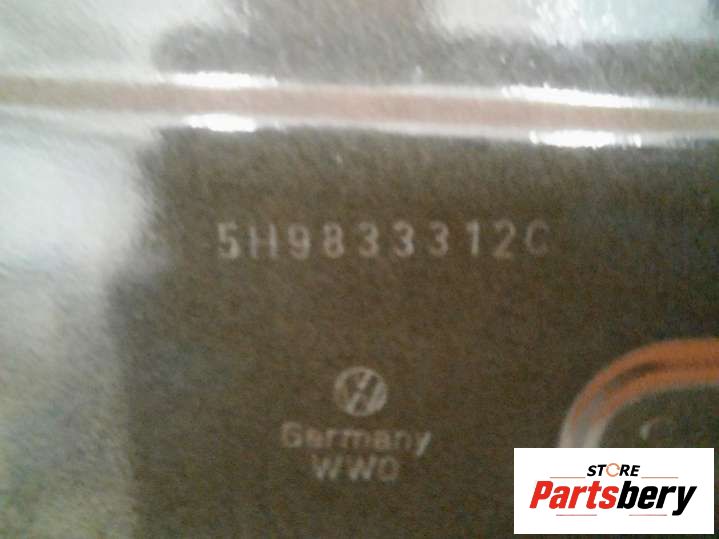 5H9833312C
Germany
WWO
STORE
Partsbery